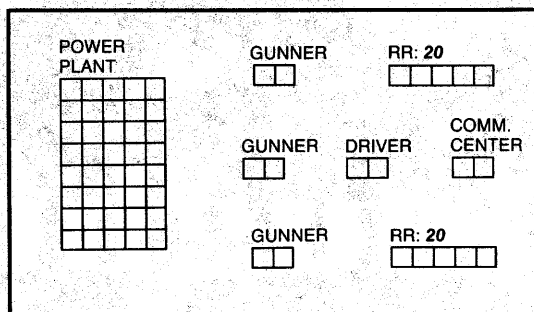 POWER
PLANT
GUNNER
RR: 20
GUNNER
DRIVER
COMM.
CENTER
GUNNER
RR: 20